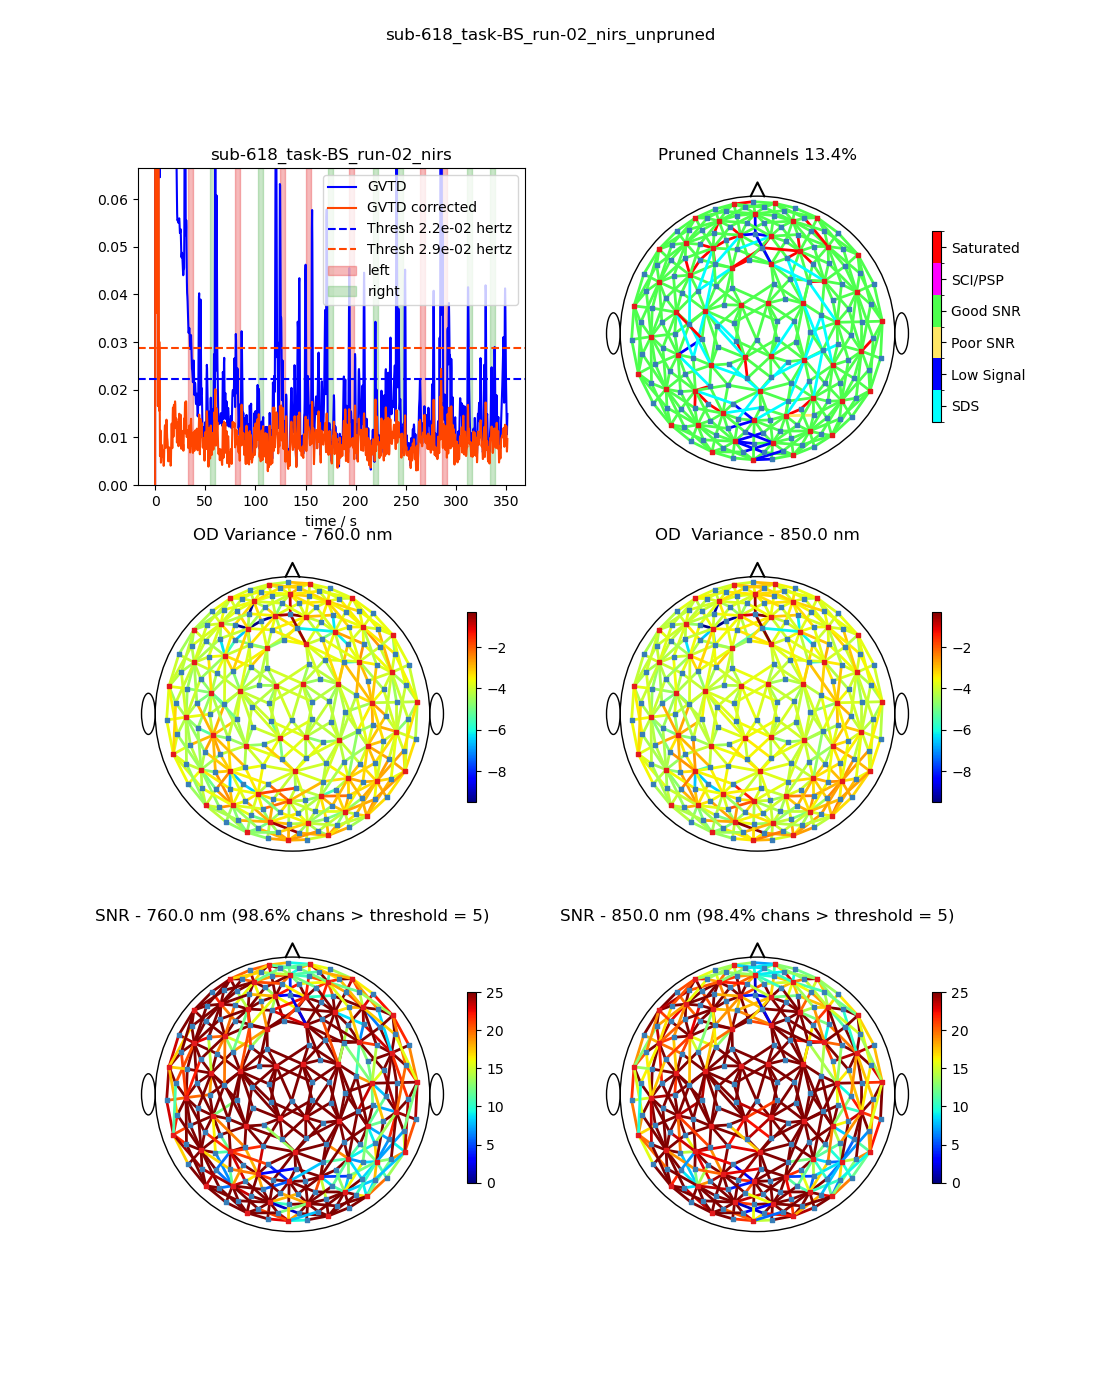 sub-618_task-BS_run-02_nirs_unpruned
sub-618_task-BS_run-02_nirs
0.06
0.05
0.04
0.03
0.02
0.01
0.00
GVTD
GVTD corrected
Thresh 2.2e-02 hertz
Thresh 2.9e-02 hertz
left
right
0 50 100 150 200 250 300 350
time / s
Pruned Channels 13.4%
Saturated
SCI/PSP
Good SNR
Poor SNR
Low Signal
SDS
OD Variance - 760.0 nm
−2
−4
−6
−8
OD  Variance - 850.0 nm
−2
−4
−6
−8
SNR - 760.0 nm (98.6% chans > threshold = 5)
25
20
15
10
5
0
SNR - 850.0 nm (98.4% chans > threshold = 5)
25
20
15
10
5
0